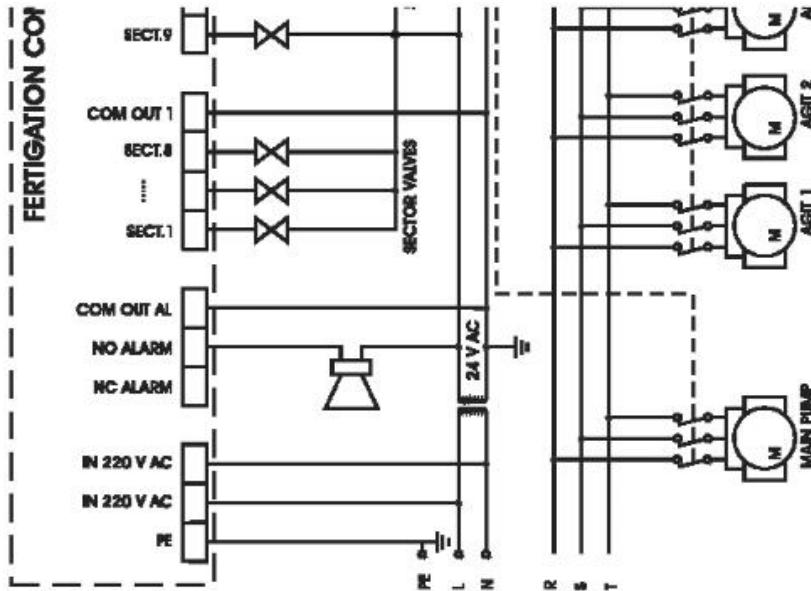 FERTIGATION CON
SECT.9
COM OUT 1
SECT.8
.....
SECT.1
SECTOR VALVES
COM OUT AL
NO ALARM
NC ALARM
24 V AC
IN 220 V AC
IN 220 V AC
PE
PE
L
N
R
S
T
M
M
AGIT 2
M
AGIT 1
M
MAIN PUMP